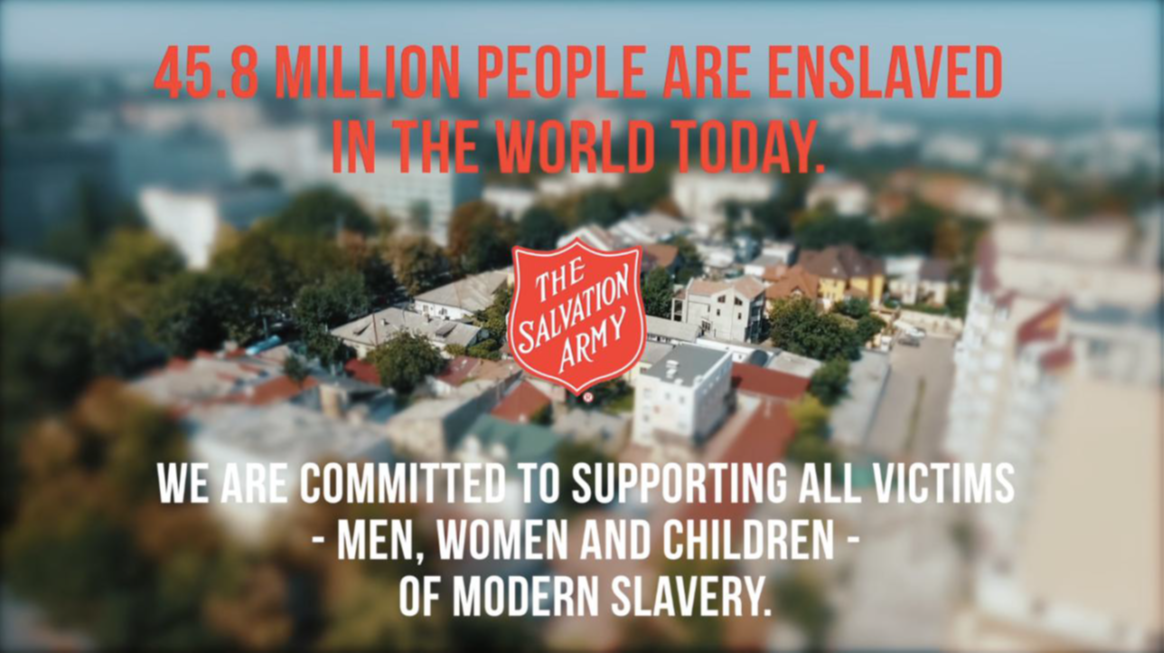 45.8 MILLION PEOPLE ARE ENSLAVED
IN THE WORLD TODAY.
THE
SALVATION
ARMY
®
WE ARE COMMITTED TO SUPPORTING ALL VICTIMS
- MEN, WOMEN AND CHILDREN -
OF MODERN SLAVERY.